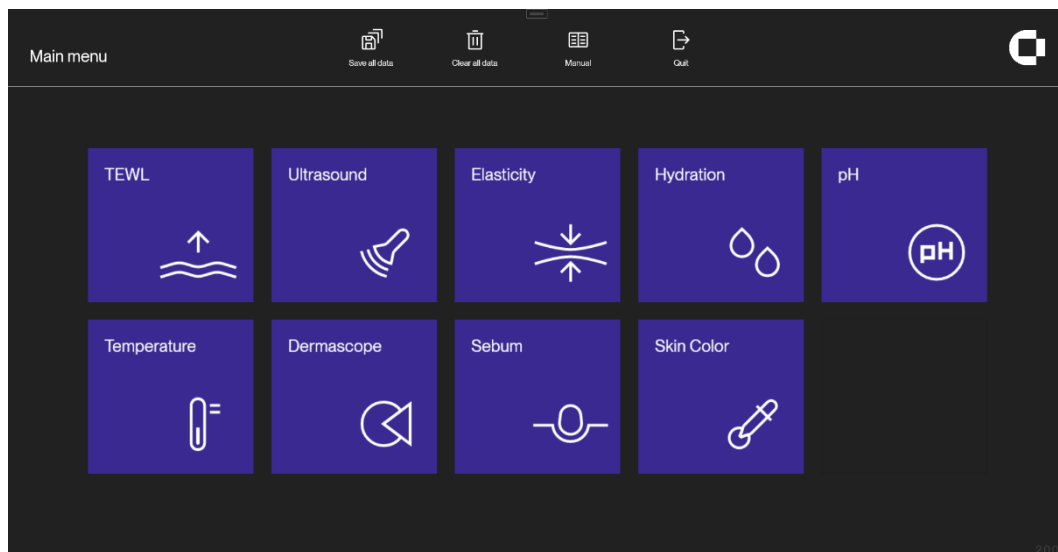 Main menu
Save all data
Clear all data
Manual
Quit
TEWL
Ultrasound
Elasticity
Hydration
pH
pH
Temperature
Dermascope
Sebum
Skin Color